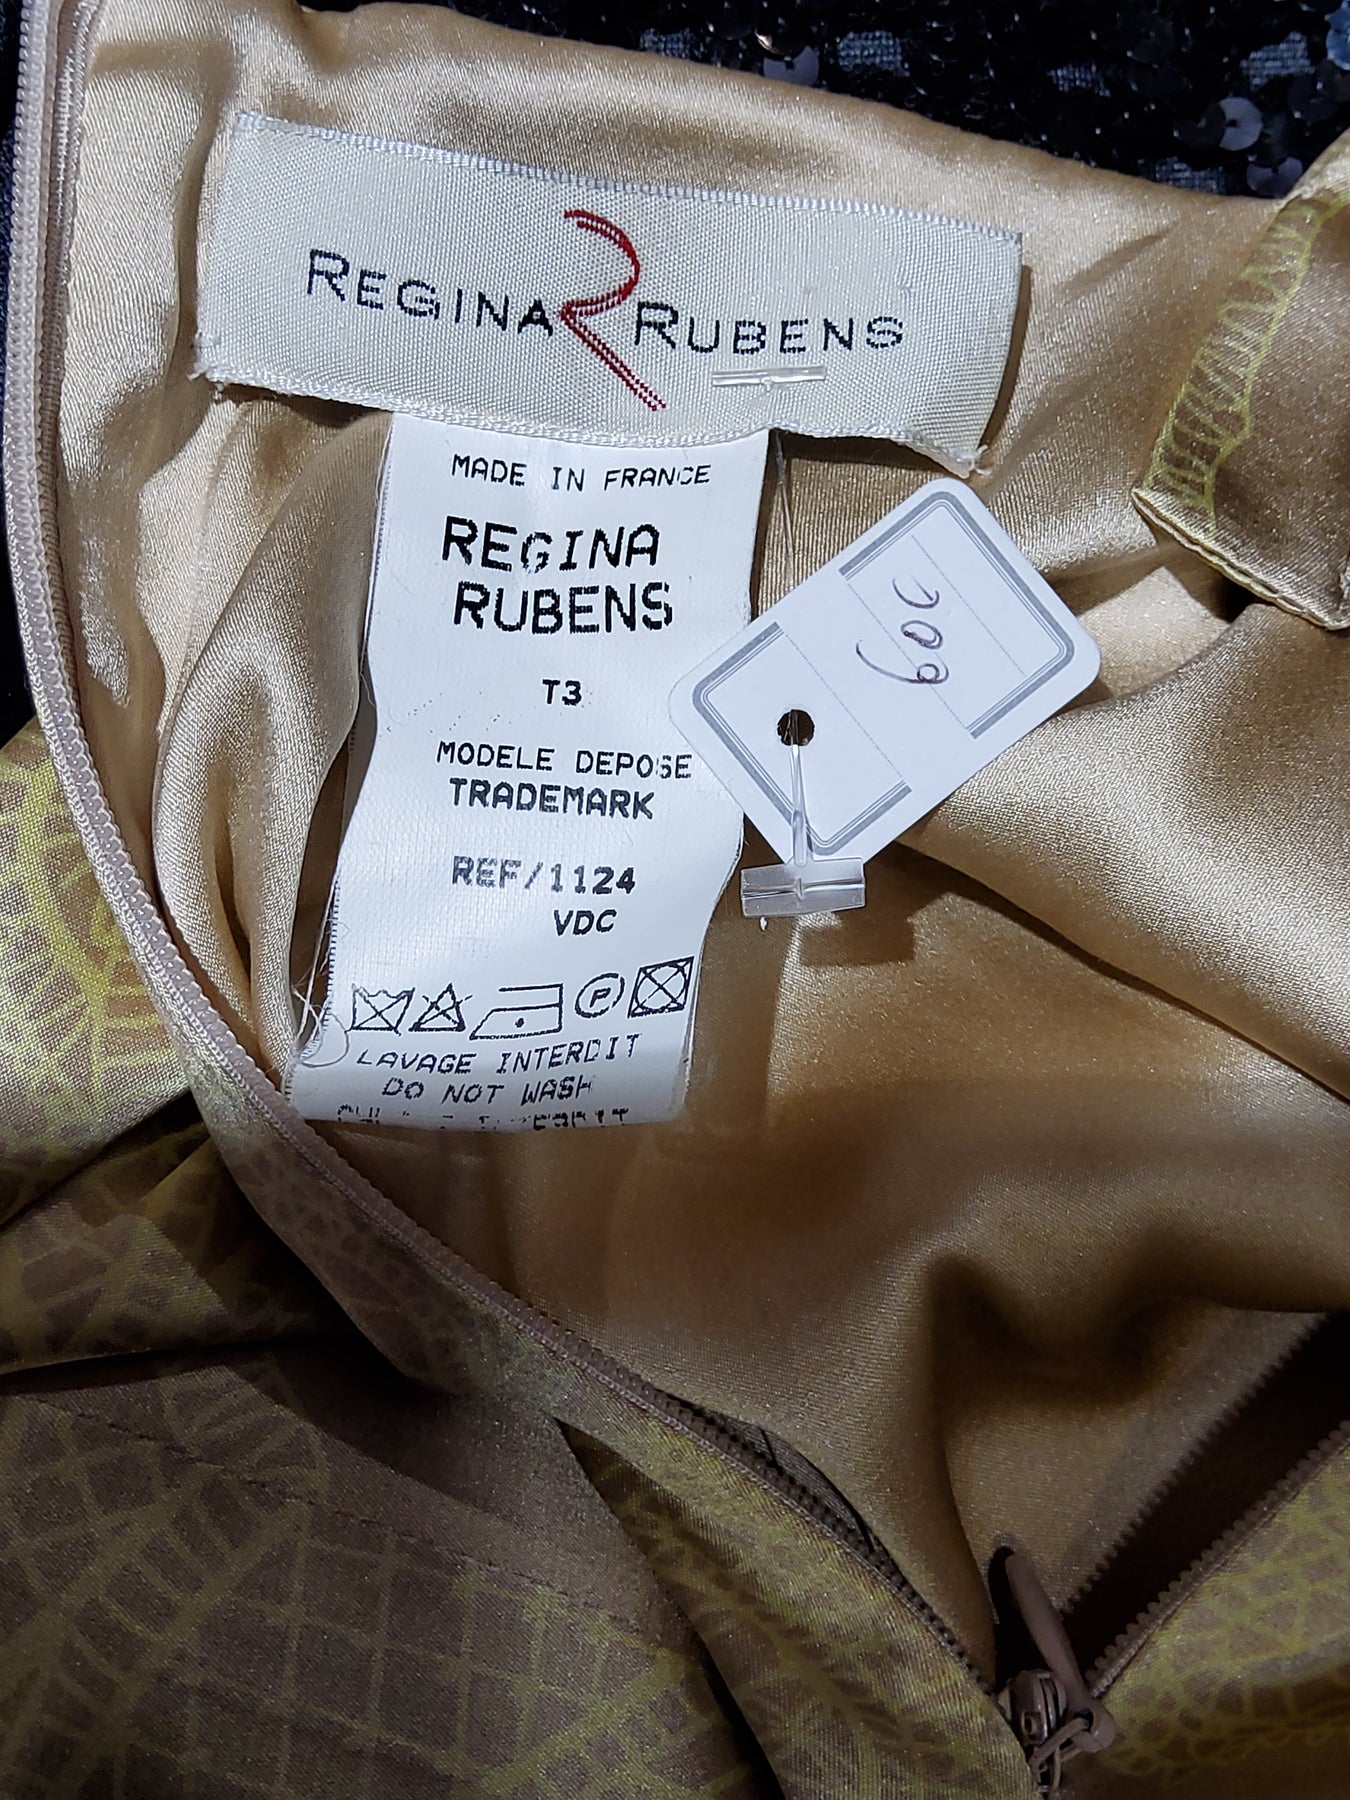 REGINA RUBENS
MADE IN FRANCE
REGINA
RUBENS
T3
MODELE DEPOSE
TRADEMARK
REF/1124
VDC
P
LAVAGE INTERDIT
DO NOT WASH